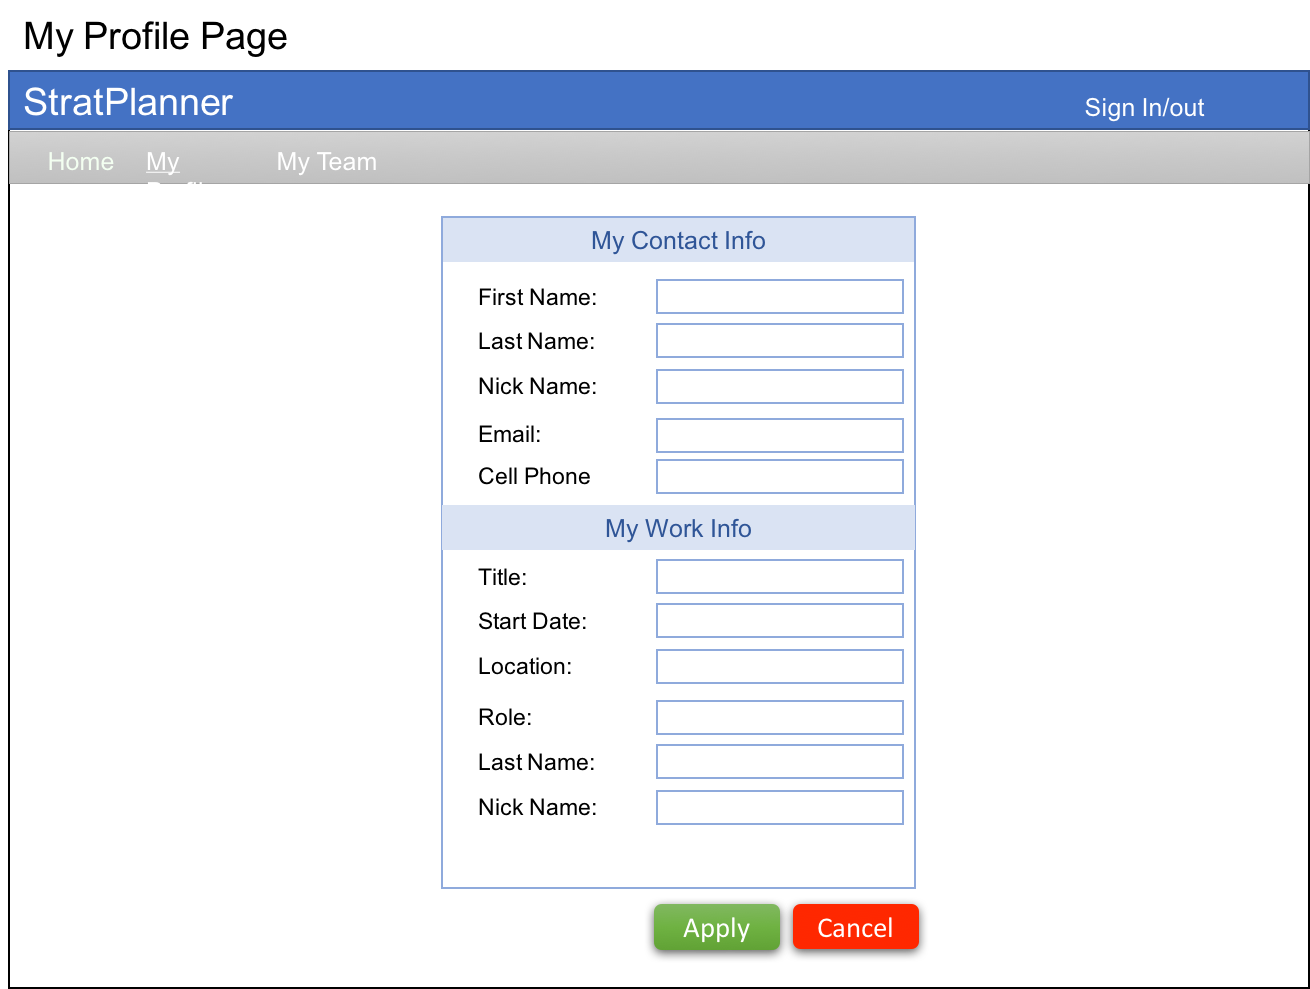 My Profile Page
StratPlanner
Sign In/out
Home My My Team
My Contact Info
First Name:
Last Name:
Nick Name:
Email:
Cell Phone
My Work Info
Title:
Start Date:
Location:
Role:
Last Name:
Nick Name:
Apply Cancel